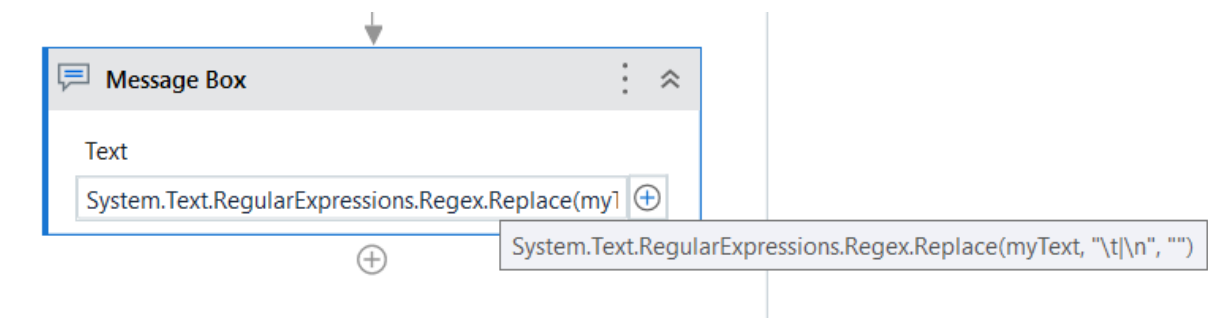 Message Box
Text
System.Text.RegularExpressions.Regex.Replace(myT
System.Text.RegularExpressions.Regex.Replace(myText, "\t|\n", "")